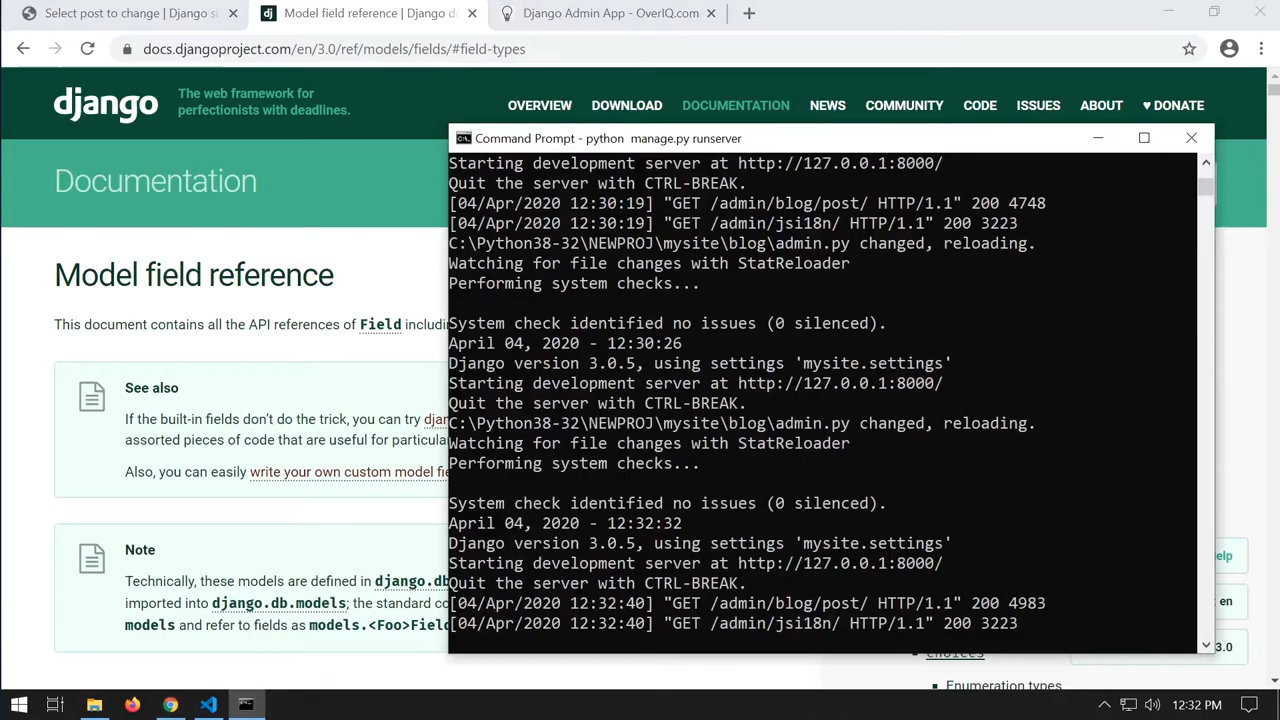 Select post to change | Django si
Model field reference | Django do
Django Admin App - OverIQ.com
docs.djangoproject.com/en/3.0/ref/models/fields/#field-types
django
The web framework for
perfectionists with deadlines.
OVERVIEW DOWNLOAD DOCUMENTATION NEWS COMMUNITY CODE ISSUES ABOUT ♥ DONATE
Documentation
Model field reference
This document contains all the API references of Field includi
See also
If the built-in fields don’t do the trick, you can try djan
assorted pieces of code that are useful for particula
Also, you can easily write your own custom model fie
Note
Technically, these models are defined in django.db
imported into django.db.models; the standard co
models and refer to fields as models.<Foo>Field
Command Prompt - python  manage.py runserver
Starting development server at http://127.0.0.1:8000/
Quit the server with CTRL-BREAK.
[04/Apr/2020 12:30:19] "GET /admin/blog/post/ HTTP/1.1" 200 4748
[04/Apr/2020 12:30:19] "GET /admin/jsi18n/ HTTP/1.1" 200 3223
C:\Python38-32\NEWPROJ\mysite\blog\admin.py changed, reloading.
Watching for file changes with StatReloader
Performing system checks...
System check identified no issues (0 silenced).
April 04, 2020 - 12:30:26
Django version 3.0.5, using settings 'mysite.settings'
Starting development server at http://127.0.0.1:8000/
Quit the server with CTRL-BREAK.
C:\Python38-32\NEWPROJ\mysite\blog\admin.py changed, reloading.
Watching for file changes with StatReloader
Performing system checks...
System check identified no issues (0 silenced).
April 04, 2020 - 12:32:32
Django version 3.0.5, using settings 'mysite.settings'
Starting development server at http://127.0.0.1:8000/
Quit the server with CTRL-BREAK.
[04/Apr/2020 12:32:40] "GET /admin/blog/post/ HTTP/1.1" 200 4983
[04/Apr/2020 12:32:40] "GET /admin/jsi18n/ HTTP/1.1" 200 3223
elp
en
3.0
choices
Enumeration types
12:32 PM